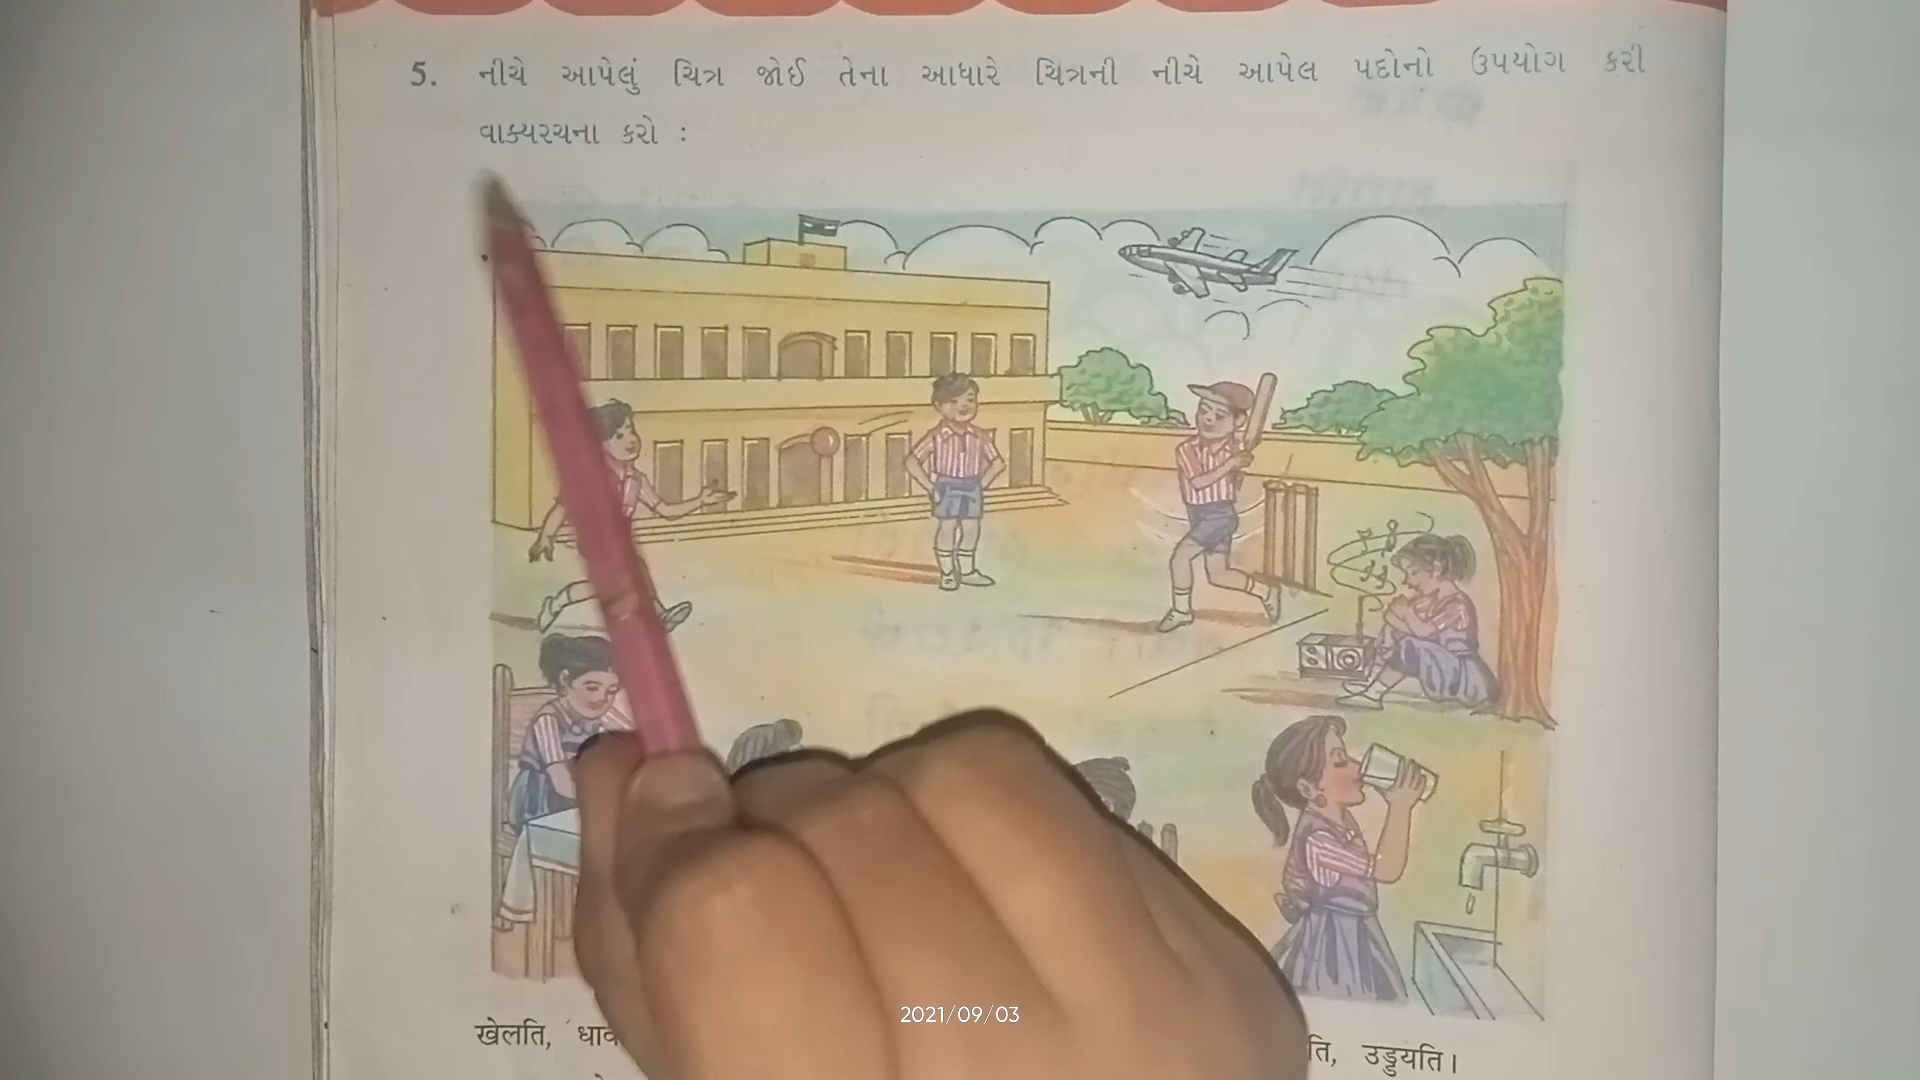 5. નીચે આપેલું ચિત્ર જોઈ તેના આધારે ચિત્રની નીચે આપેલ પદોનો ઉપયોગ કરી
વાક્યરચના કરો :
2021/09/03
खेलति, उड्डयति।